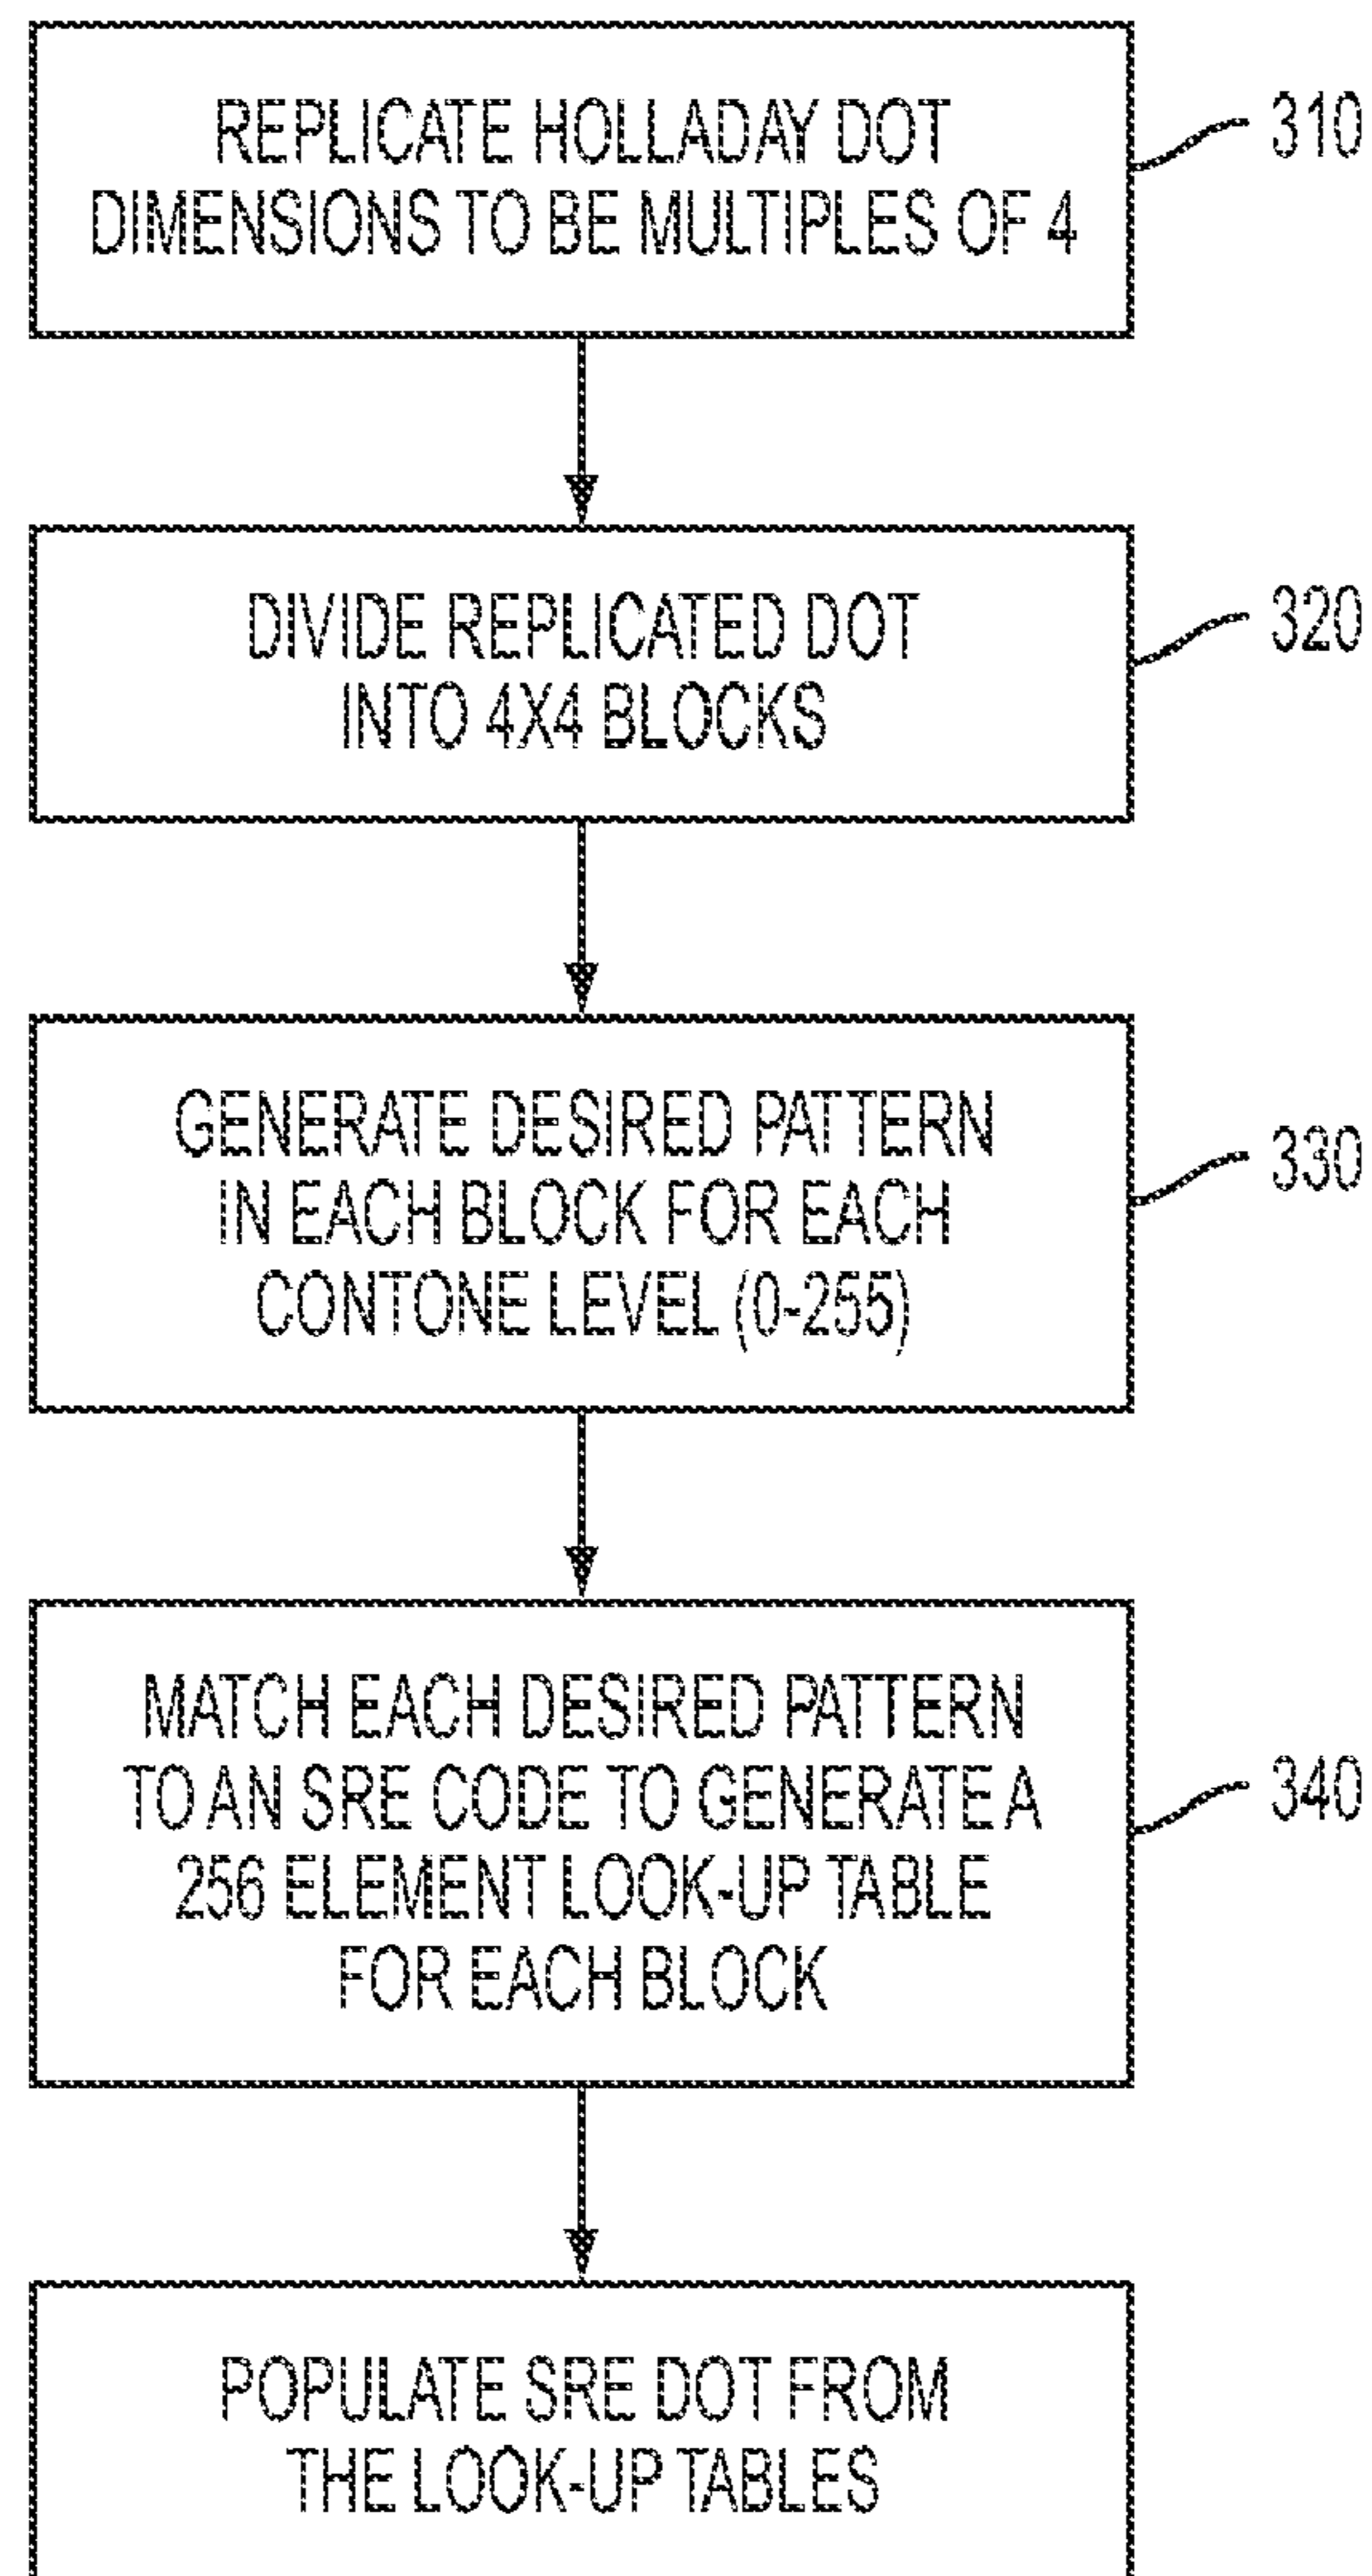 REPLICATE HOLLADAY DOT
DIMENSIONS TO BE MULTIPLES OF 4
310
DIVIDE REPLICATED DOT
INTO 4X4 BLOCKS
320
GENERATE DESIRED PATTERN
IN EACH BLOCK FOR EACH
CONTONE LEVEL (0-255)
330
MATCH EACH DESIRED PATTERN
TO AN SRE CODE TO GENERATE A
256 ELEMENT LOOK-UP TABLE
FOR EACH BLOCK
340
POPULATE SRE DOT FROM
THE LOOK-UP TABLES